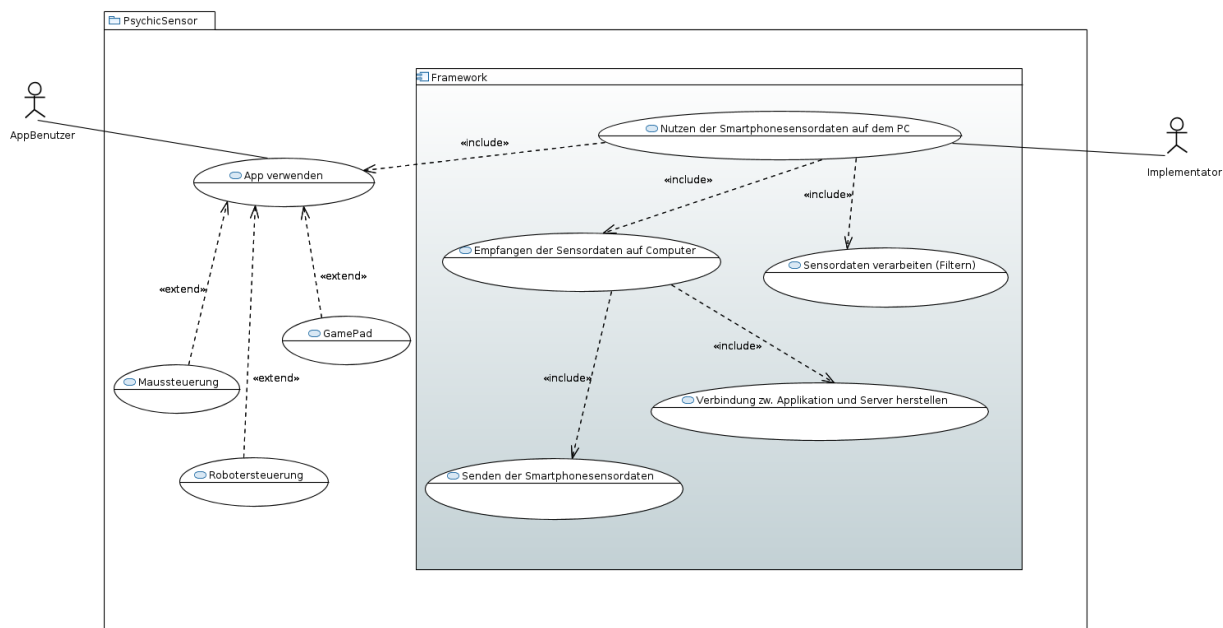 PsychicSensor
Framework
AppBenutzer
Nutzen der Smartphonesensordaten auf dem PC
«include»
Implementator
App verwenden
«include»
«include»
Empfangen der Sensordaten auf Computer
Sensordaten verarbeiten (Filtern)
«extend»
«extend»
GamePad
«include»
Maussteuerung
«extend»
«include»
Verbindung zw. Applikation und Server herstellen
Robotersteuerung
Senden der Smartphonesensordaten